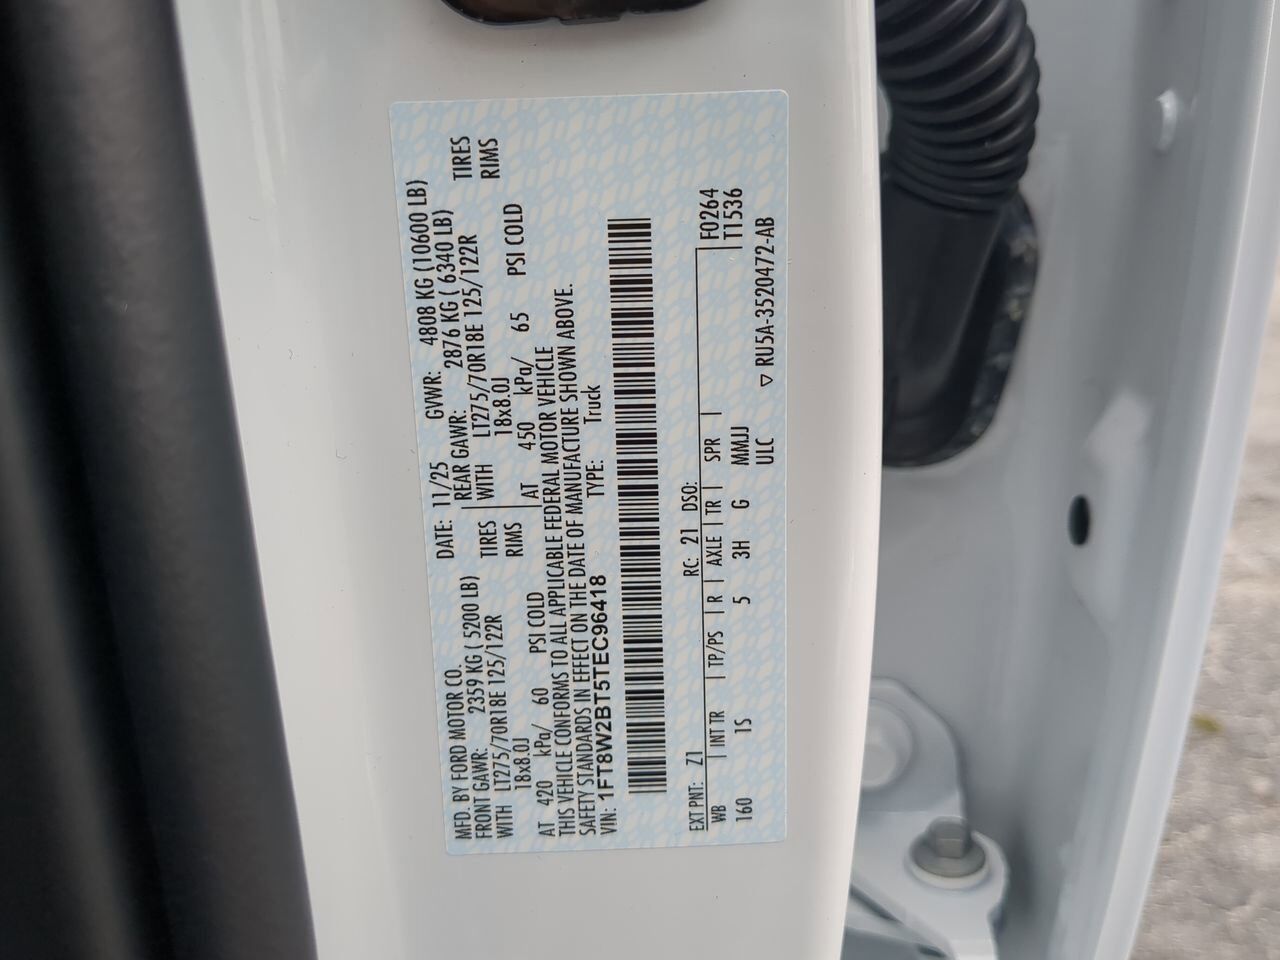 MFD. BY FORD MOTOR CO. DATE: 11/25 GVWR: 4808 KG (10600 LB)
FRONT GAWR: 2359 KG ( 5200 LB) REAR GAWR: 2876 KG ( 6340 LB)
WITH LT275/70R18E 125/122R TIRES WITH LT275/70R18E 125/122R TIRES
18x8.0J RIMS 18x8.0J RIMS
AT 420 kPa/ 60 PSI COLD AT 450 kPa/ 65 PSI COLD
THIS VEHICLE CONFORMS TO ALL APPLICABLE FEDERAL MOTOR VEHICLE
SAFETY STANDARDS IN EFFECT ON THE DATE OF MANUFACTURE SHOWN ABOVE.
VIN: 1FT8W2BT5TEC96418 TYPE: Truck
EXT PNT: Z1 RC: 21 DSO: F0264
WB INT TR TP/PS R AXLE TR SPR T1536
160 1S 5 3H G MMJJ
ULC ▽ RU5A-3520472-AB